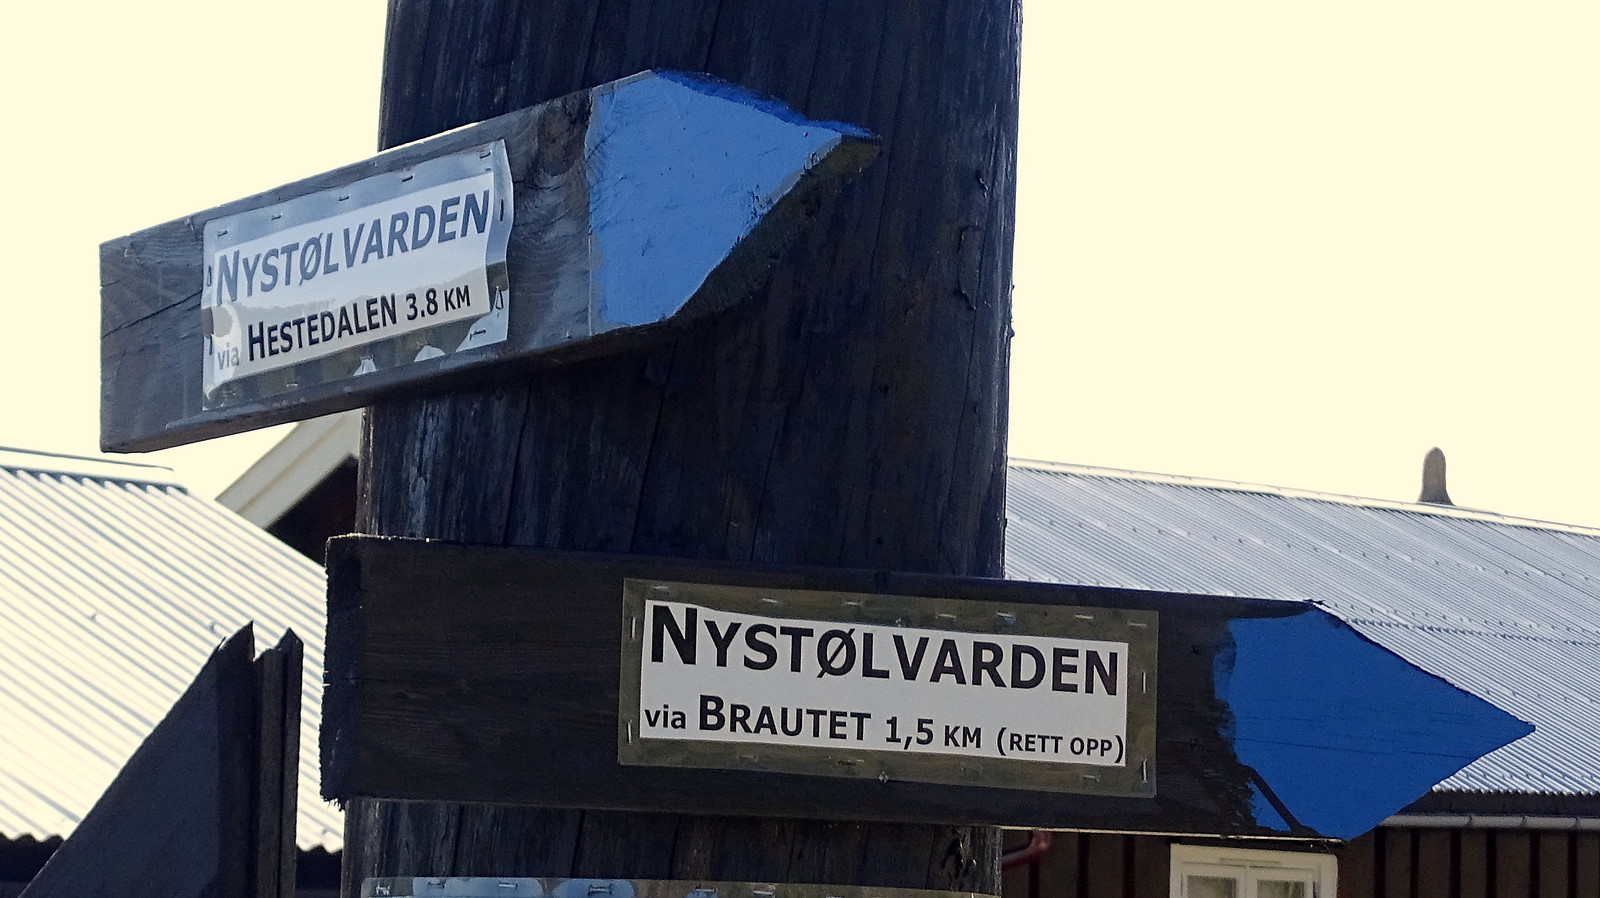 NYSTØLVARDEN
via HESTEDALEN 3.8 KM
NYSTØLVARDEN
via BRAUTET 1,5 KM (RETT OPP)